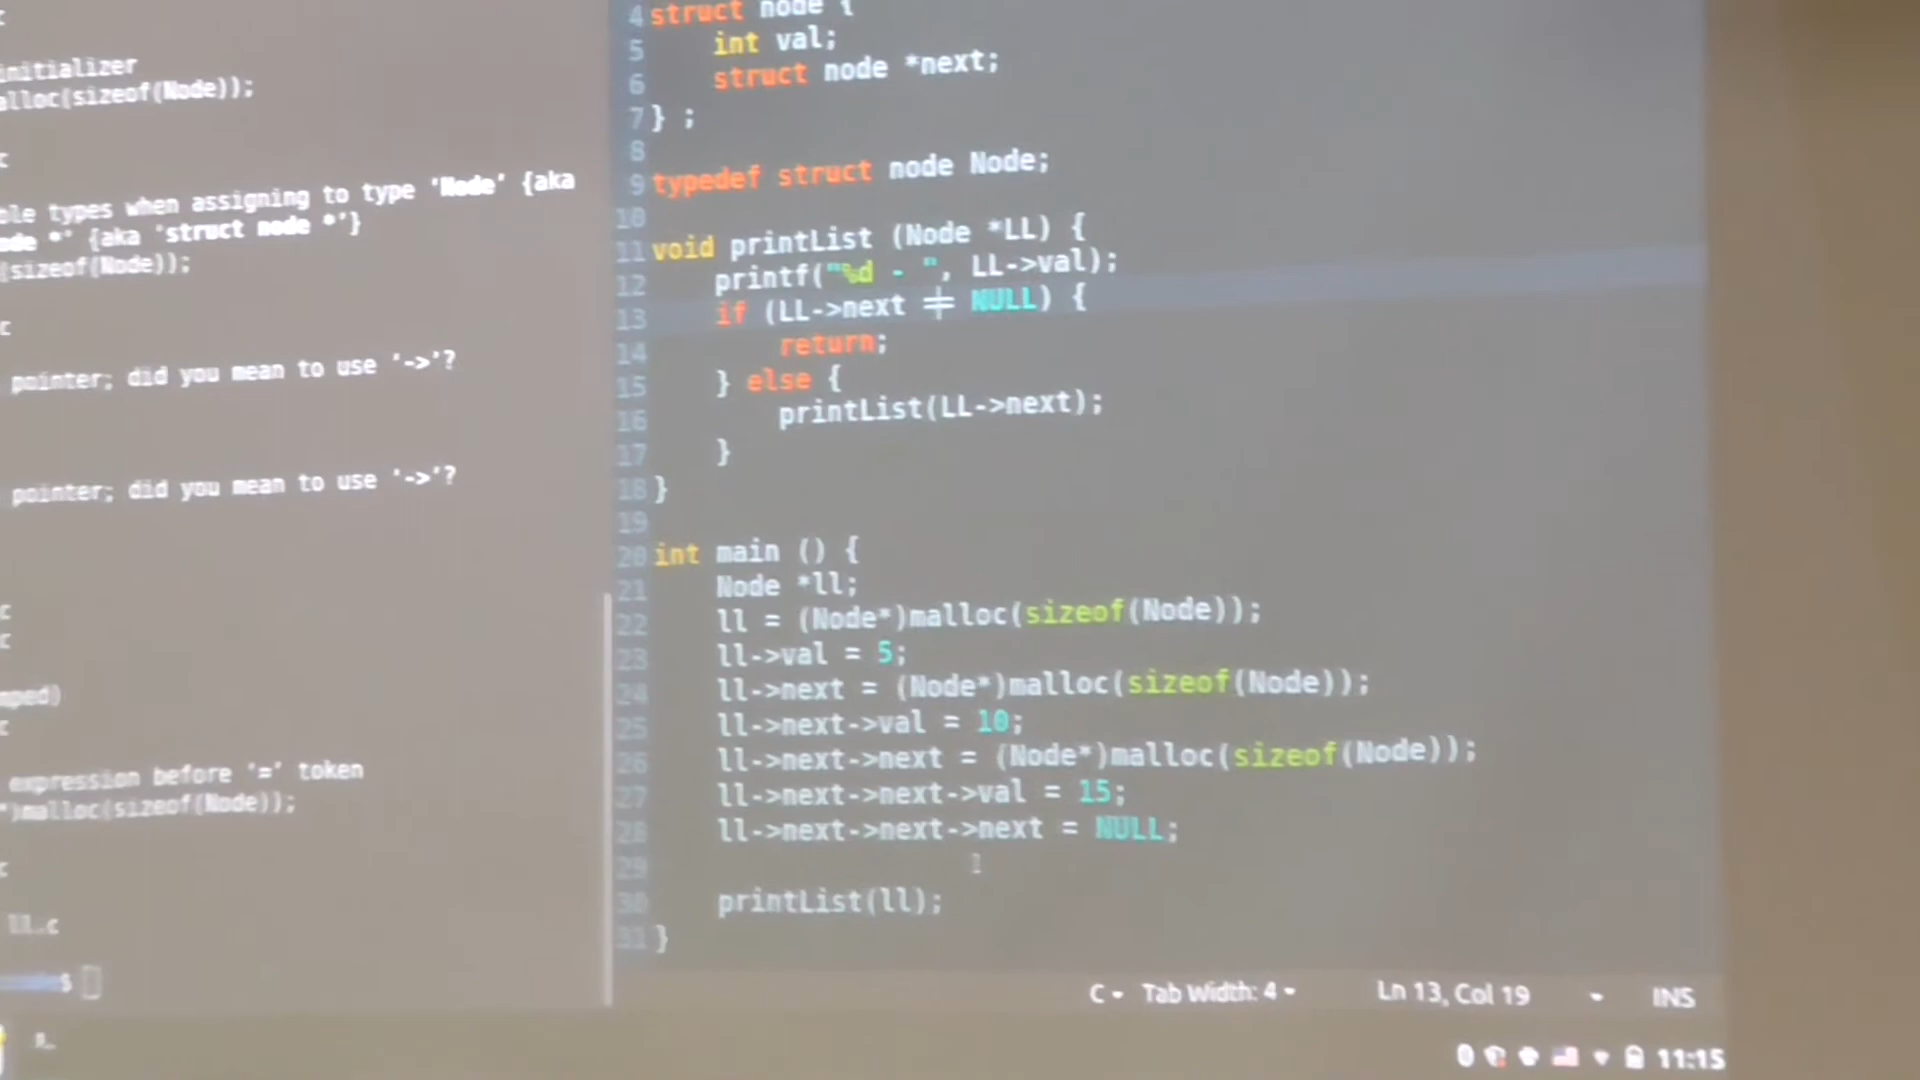 c
initializer
alloc(sizeof(Node));
c
ble types when assigning to type ‘Node’ {aka
ode *’ {aka ‘struct node *’}
(sizeof(Node));
c
pointer; did you mean to use ‘->’?
pointer; did you mean to use ‘->’?
c
c
mped)
c
expression before ‘=’ token
*)malloc(sizeof(Node));
c
ll.c
$
4 struct node {
5 int val;
6 struct node *next;
7 } ;
8
9 typedef struct node Node;
10
11 void printList (Node *LL) {
12 printf("%d - ", LL->val);
13 if (LL->next == NULL) {
14 return;
15 } else {
16 printList(LL->next);
17 }
18 }
19
20 int main () {
21 Node *ll;
22 ll = (Node*)malloc(sizeof(Node));
23 ll->val = 5;
24 ll->next = (Node*)malloc(sizeof(Node));
25 ll->next->val = 10;
26 ll->next->next = (Node*)malloc(sizeof(Node));
27 ll->next->next->val = 15;
28 ll->next->next->next = NULL;
29
30 printList(ll);
31 }
C Tab Width: 4 Ln 13, Col 19 INS
11:15